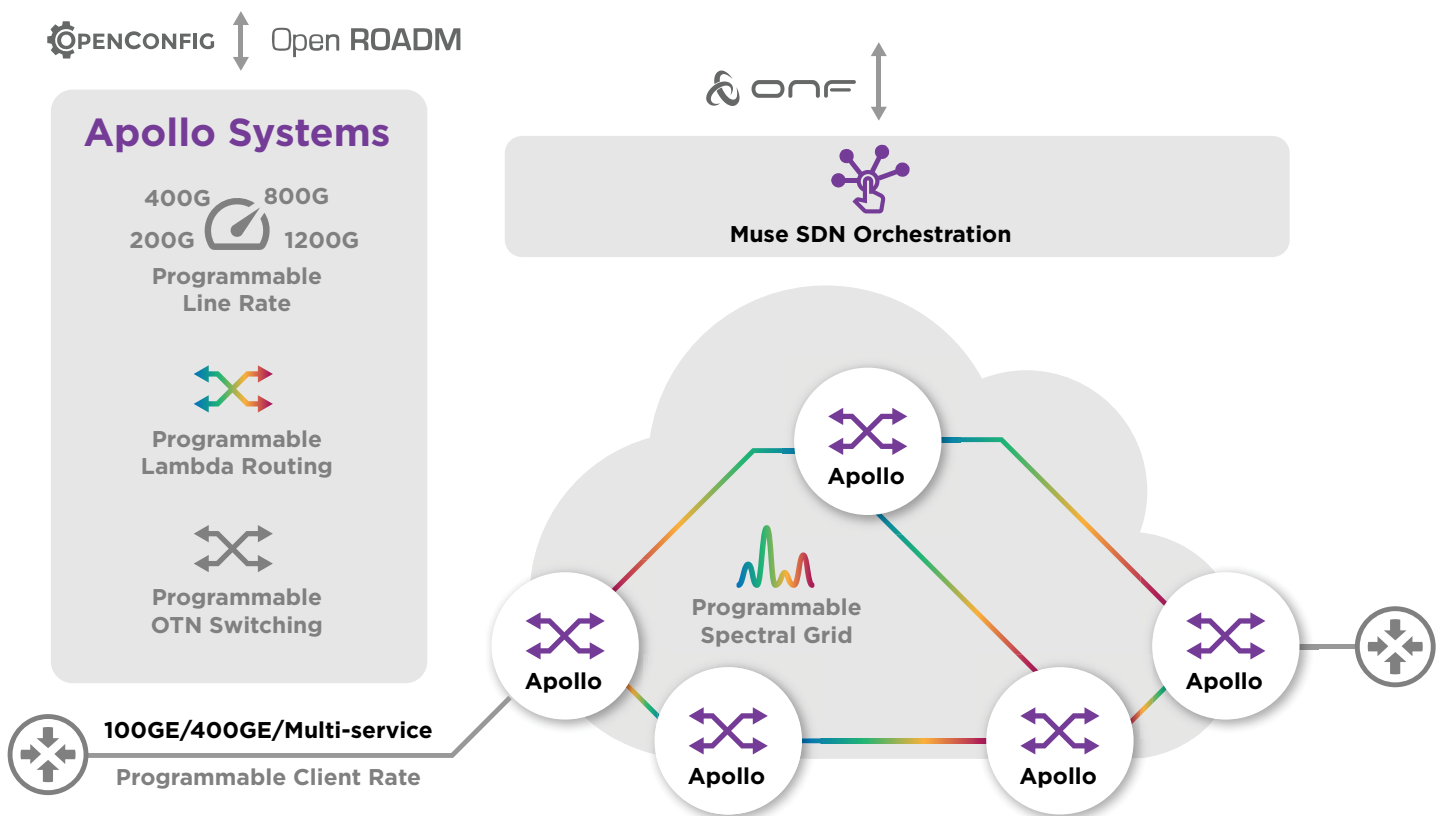 OPENCONFIG
Open ROADM
Apollo Systems
400G
800G
200G
1200G
Programmable
Line Rate
Programmable
Lambda Routing
Programmable
OTN Switching
onf
Muse SDN Orchestration
Apollo
Programmable
Spectral Grid
Apollo
Apollo
Apollo
Apollo
100GE/400GE/Multi-service
Programmable Client Rate